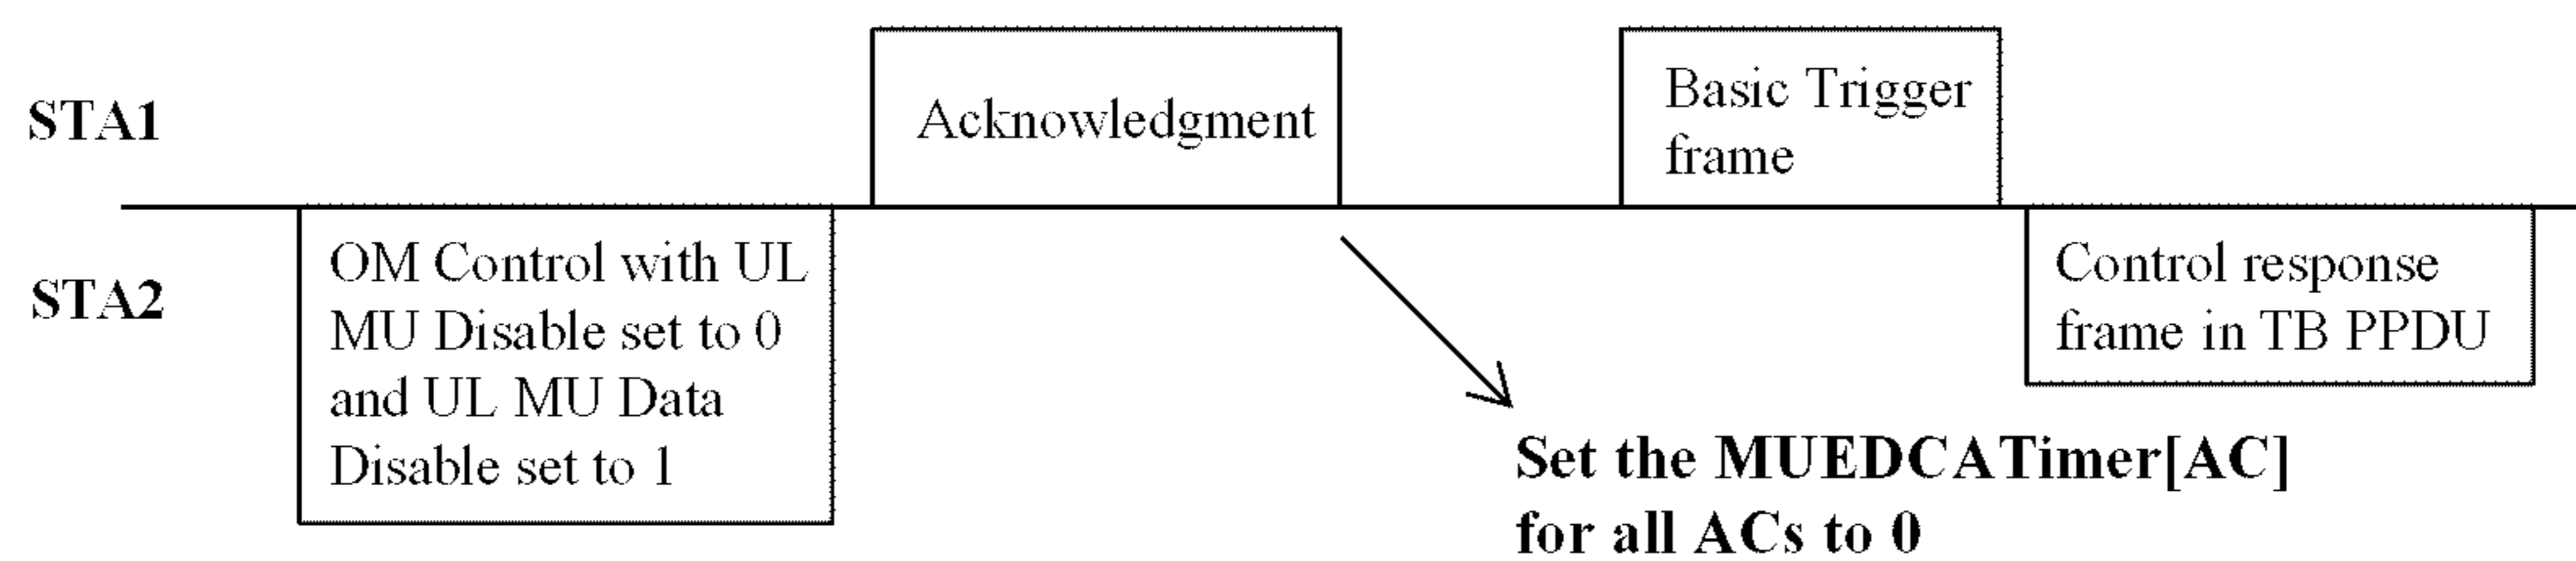 STA1
Acknowledgment
Basic Trigger
frame
STA2
OM Control with UL
MU Disable set to 0
and UL MU Data
Disable set to 1
Control response
frame in TB PPDU
Set the MUEDCATimer[AC]
for all ACs to 0